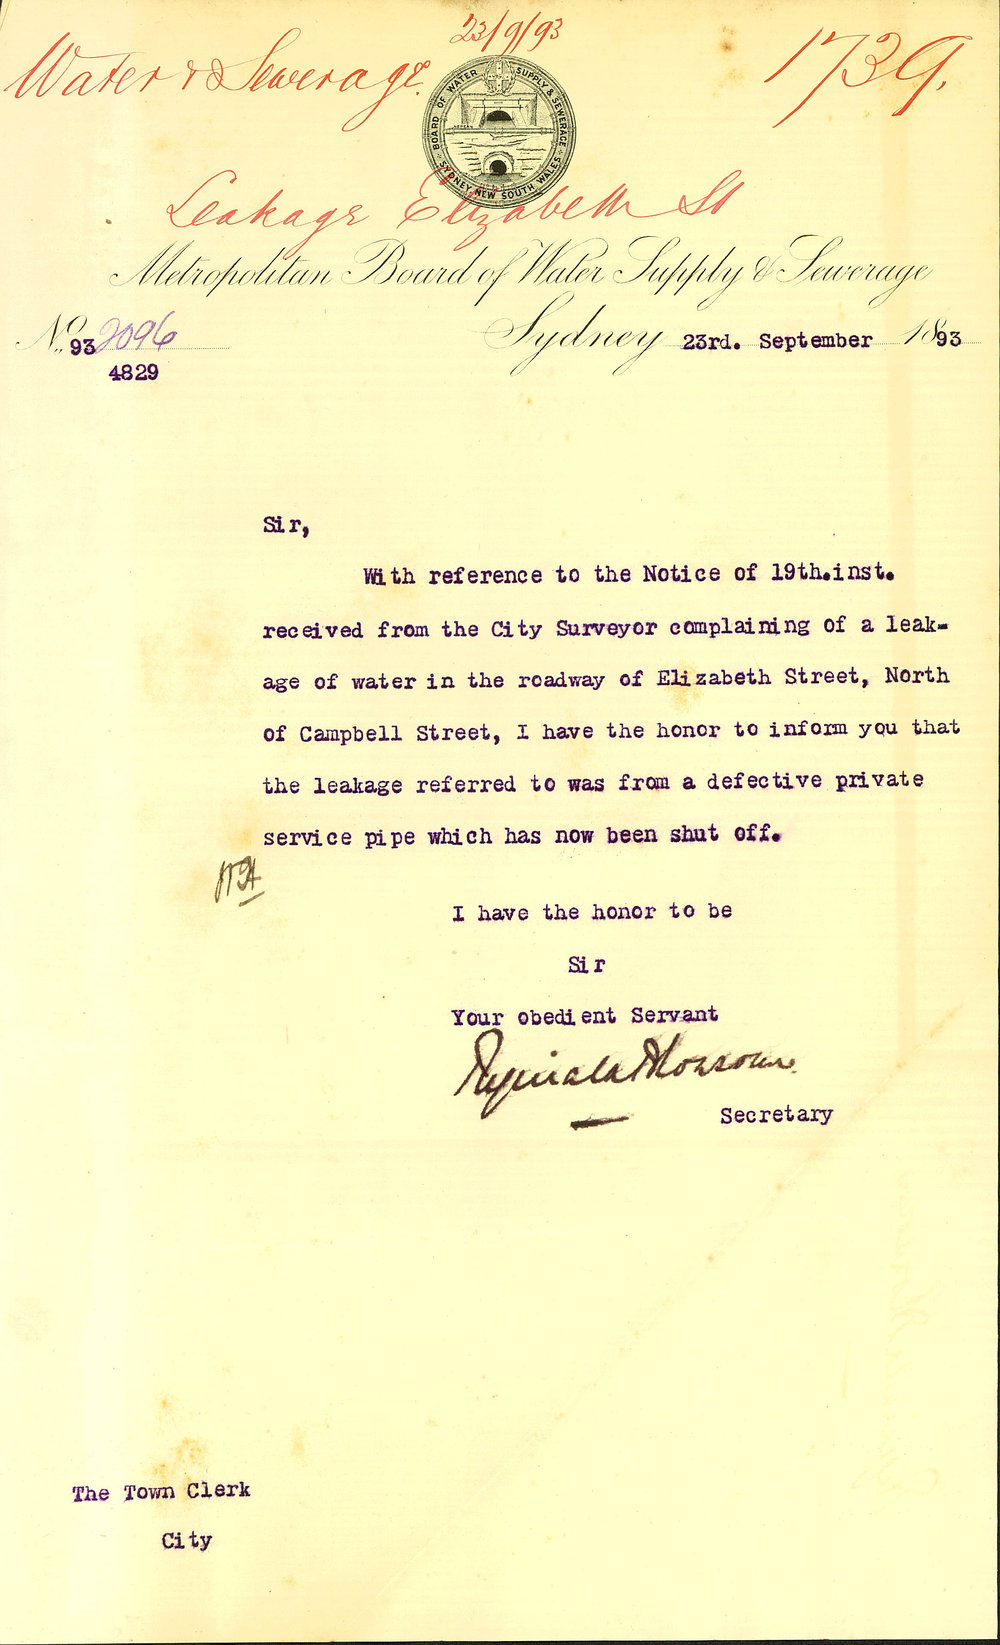 23/9/93
Water & Sewerage.
1739.
BOARD OF WATER SUPPLY & SEWERAGE
SYDNEY NEW SOUTH WALES
Leakage Elizabeth St
Metropolitan Board of Water Supply & Sewerage
No. 93 2096
4829
Sydney 23rd. September 1893
Sir,
With reference to the Notice of 19th.inst.
received from the City Surveyor complaining of a leak-
age of water in the roadway of Elizabeth Street, North
of Campbell Street, I have the honor to inform you that
the leakage referred to was from a defective private
service pipe which has now been shut off.
I have the honor to be
Sir
Your obedient Servant
Secretary
The Town Clerk
City